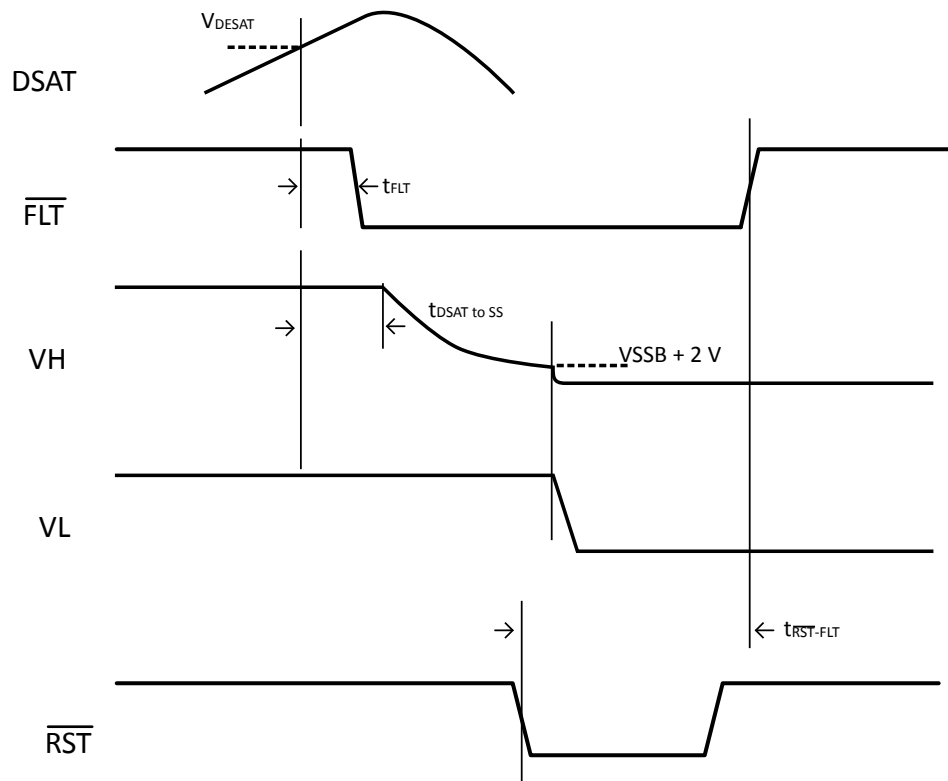 VDESAT
DSAT
FLT
tFLT
tDSAT to SS
VH
VSSB + 2 V
VL
tRST-FLT
RST